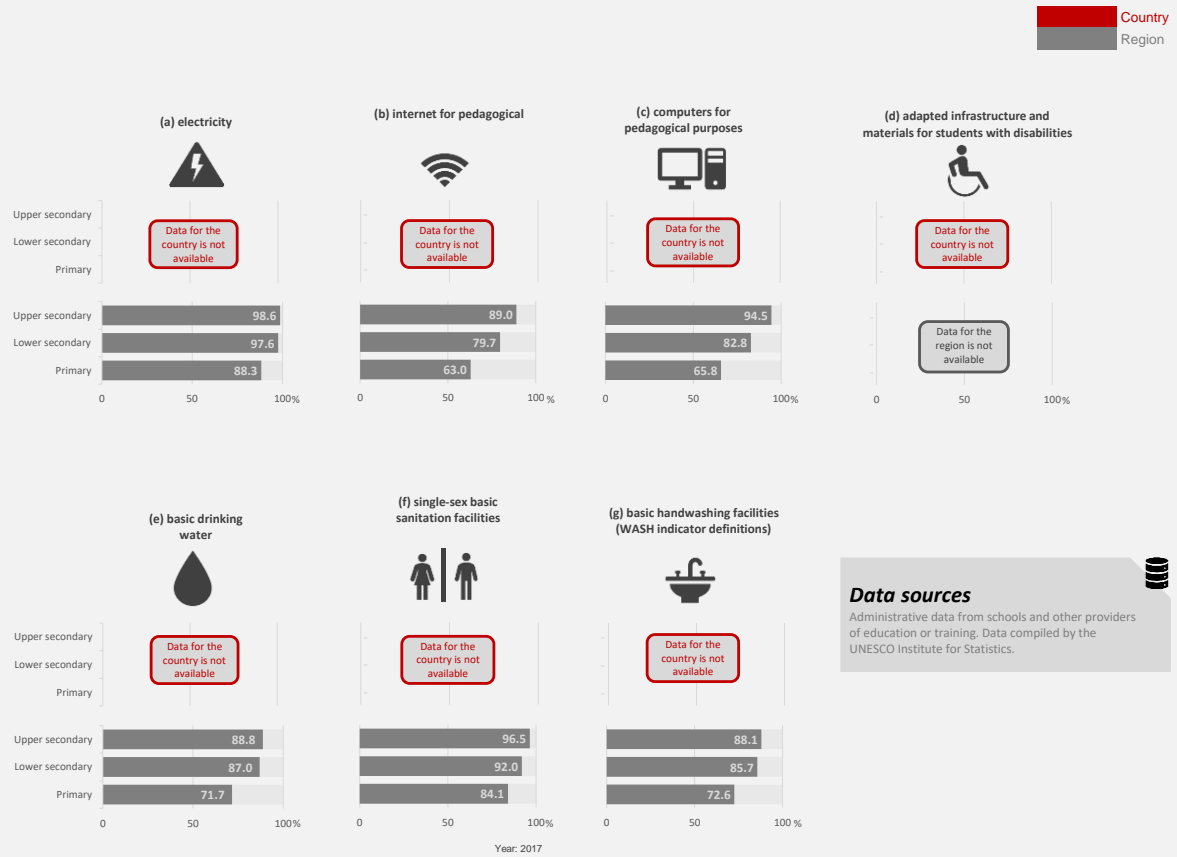 Country
Region
(a) electricity
(b) internet for pedagogical
(c) computers for
pedagogical purposes
(d) adapted infrastructure and
materials for students with disabilities
Upper secondary
Lower secondary
Primary
Data for the
country is not
available
Data for the
country is not
available
Data for the
country is not
available
Data for the
country is not
available
Upper secondary
Lower secondary
Primary
98.6
97.6
88.3
89.0
79.7
63.0
94.5
82.8
65.8
Data for the
region is not
available
0 50 100%
0 50 100%
0 50 100%
0 50 100%
(e) basic drinking
water
(f) single-sex basic
sanitation facilities
(g) basic handwashing facilities
(WASH indicator definitions)
Upper secondary
Lower secondary
Primary
Data for the
country is not
available
Data for the
country is not
available
Data for the
country is not
available
Data sources
Administrative data from schools and other providers
of education or training. Data compiled by the
UNESCO Institute for Statistics.
Upper secondary
Lower secondary
Primary
88.8
87.0
71.7
96.5
92.0
84.1
88.1
85.7
72.6
0 50 100%
0 50 100%
0 50 100 %
Year: 2017